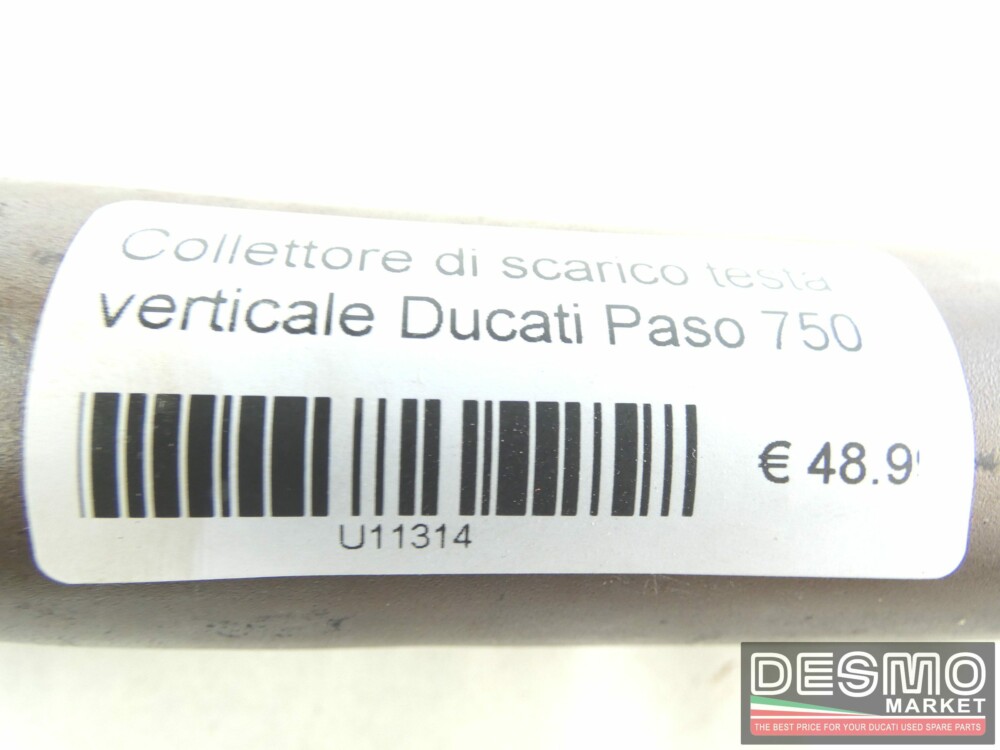 Collettore di scarico testa
verticale Ducati Paso 750
€ 48.9
U11314
DESMO
MARKET
THE BEST PRICE FOR YOUR DUCATI USED SPARE PARTS